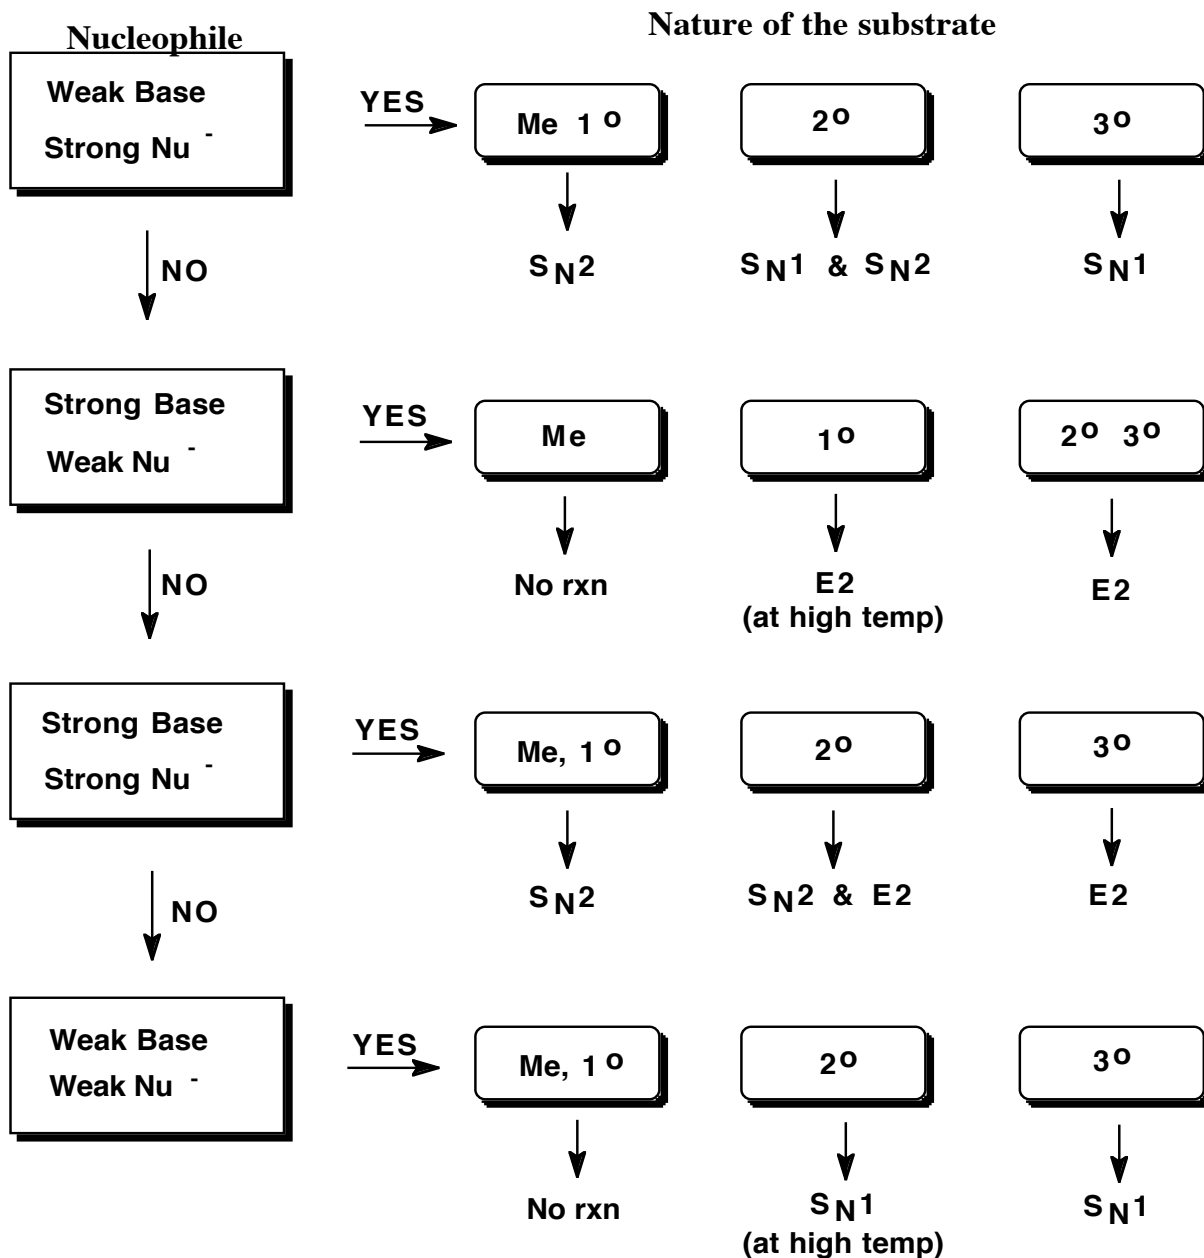 Nucleophile
Nature of the substrate
Weak Base
Strong Nu -
YES
Me 1 o
2o
3o
NO
SN2
SN1 & SN2
SN1
Strong Base
Weak Nu -
YES
Me
1o
2o 3o
NO
No rxn
E2
(at high temp)
E2
Strong Base
Strong Nu -
YES
Me, 1 o
2o
3o
NO
SN2
SN2 & E2
E2
Weak Base
Weak Nu -
YES
Me, 1 o
2o
3o
No rxn
SN1
(at high temp)
SN1